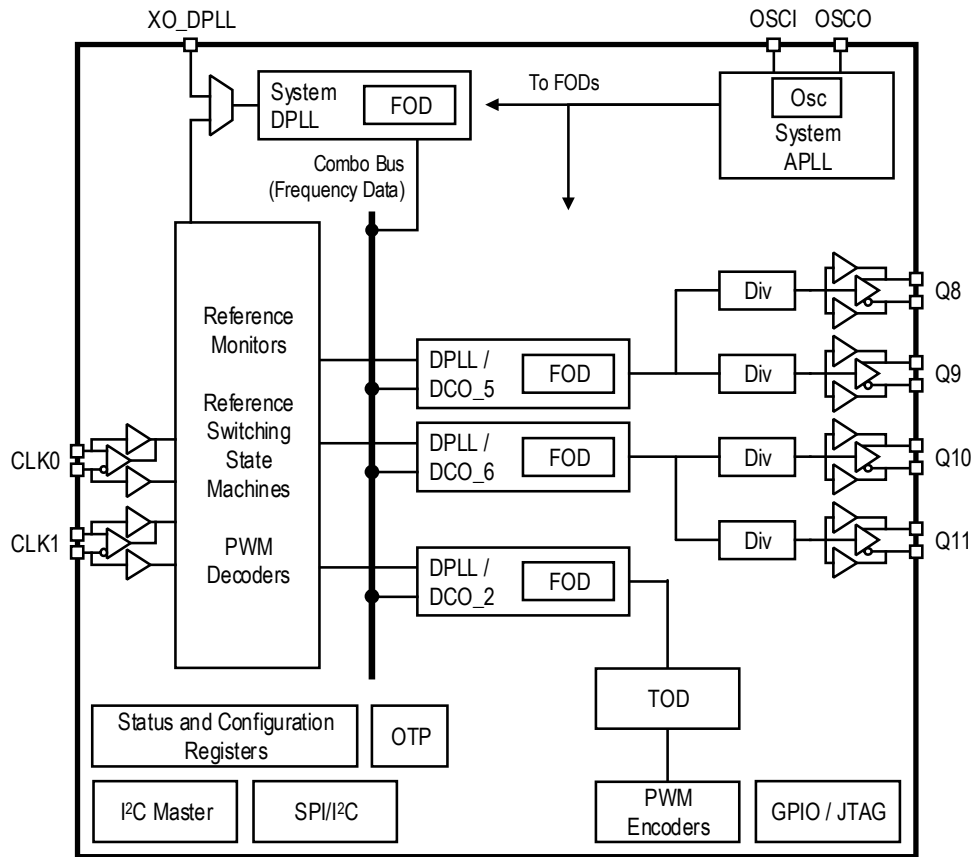 XO_DPLL
OSCI OSCO
System
DPLL
FOD
To FODs
Osc
System
APLL
Combo Bus
(Frequency Data)
Reference
Monitors
Reference
Switching
State
Machines
PWM
Decoders
CLK0
CLK1
DPLL /
DCO_5
FOD
DPLL /
DCO_6
FOD
DPLL /
DCO_2
FOD
Div
Q8
Div
Q9
Div
Q10
Div
Q11
TOD
Status and Configuration
Registers
OTP
I²C Master
SPI/I²C
PWM
Encoders
GPIO / JTAG